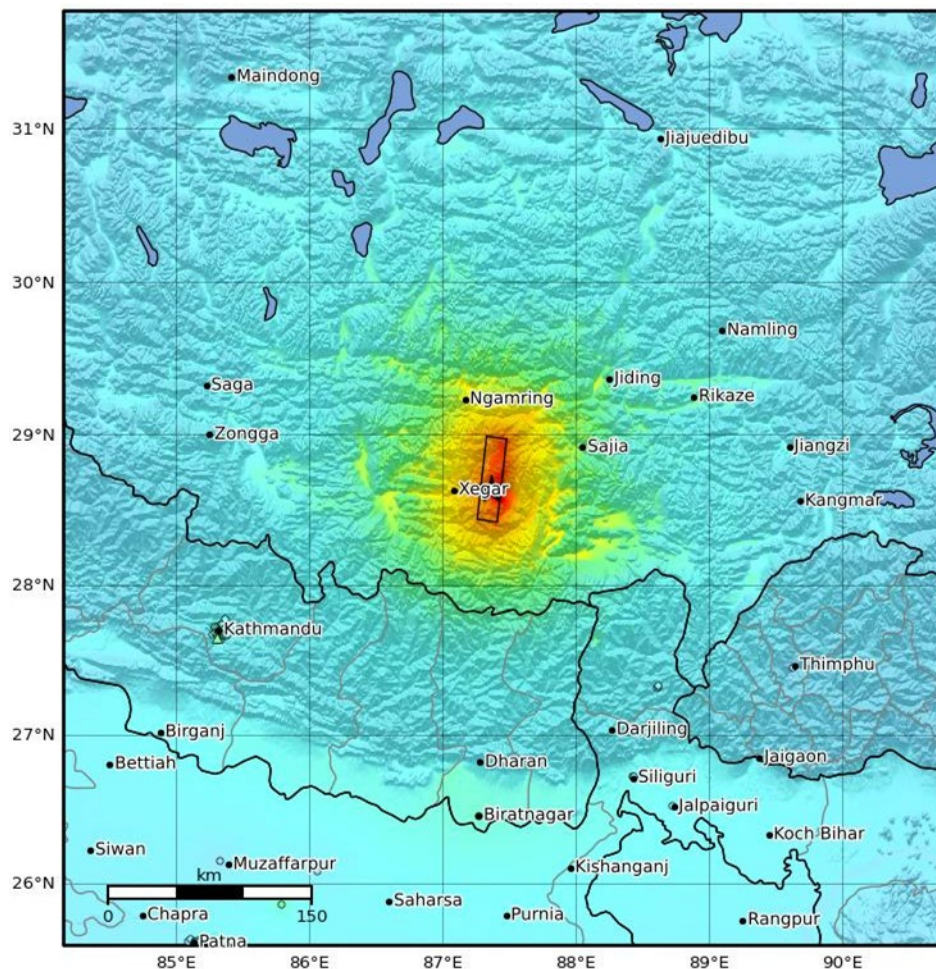 Maindong
31°N
Jiajuedibu
30°N
Namling
Saga
Jiding
Ngamring
Rikaze
29°N
Zongga
Sajia
Jiangzi
Xegar
Kangmar
28°N
Kathmandu
Thimphu
27°N
Birganj
Darjiling
Bettiah
Dharan
Jaigaon
Siliguri
Biratnagar
Jalpaiguri
Koch Bihar
Siwan
Muzaffarpur
Kishanganj
26°N
km
0 150
Saharsa
Chapra
Purnia
Rangpur
Patna
85°E 86°E 87°E 88°E 89°E 90°E